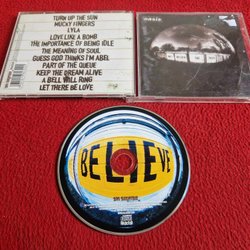 TURN UP THE SUN
MUCKY FINGERS
LYLA
LOVE LIKE A BOMB
THE IMPORTANCE OF BEING IDLE
THE MEANING OF SOUL
GUESS GOD THINKS I'M ABEL
PART OF THE QUEUE
KEEP THE DREAM ALIVE
A BELL WILL RING
LET THERE BE LOVE
oasis
BELIEVE